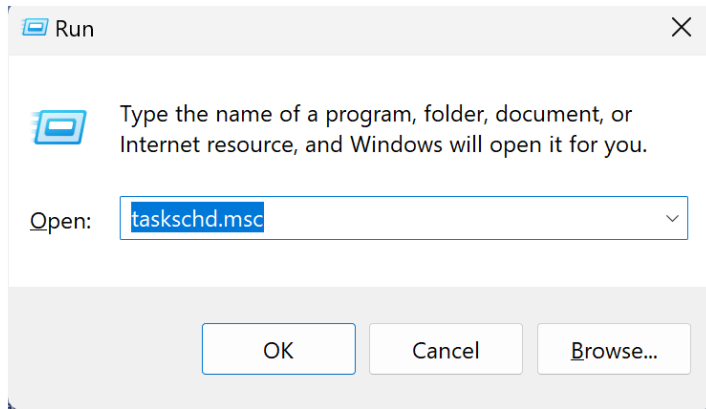 Run
Type the name of a program, folder, document, or
Internet resource, and Windows will open it for you.
Open: taskschd.msc
OK Cancel Browse...